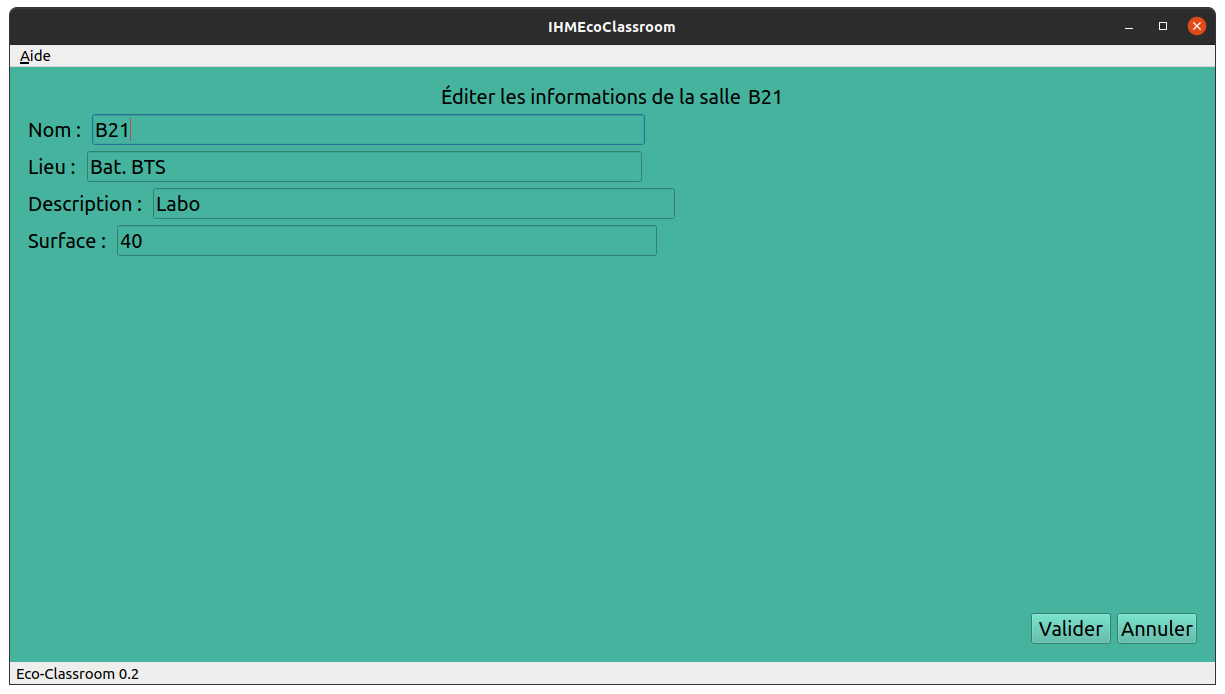 IHMEcoClassroom
Aide
Éditer les informations de la salle B21
Nom : B21
Lieu : Bat. BTS
Description : Labo
Surface : 40
Valider Annuler
Eco-Classroom 0.2